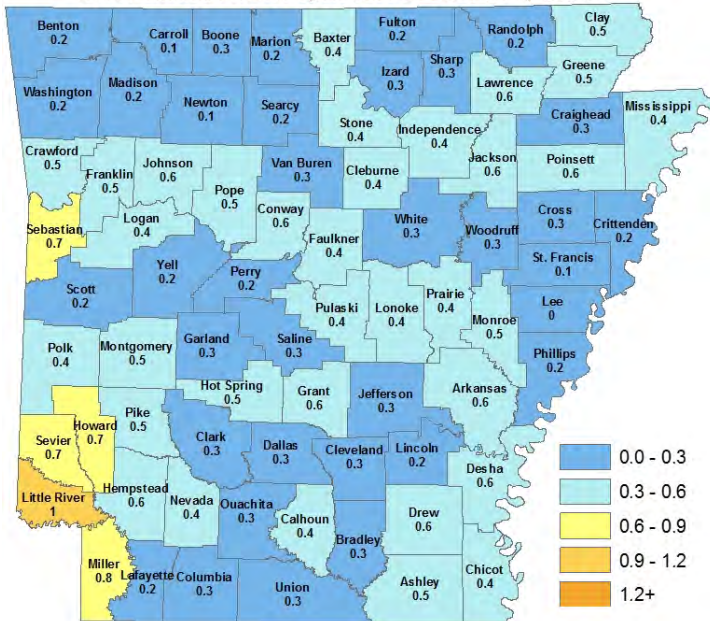 Benton
0.2
Carroll
0.1
Boone
0.3
Marion
0.2
Baxter
0.4
Fulton
0.2
Randolph
0.2
Clay
0.5
Washington
0.2
Madison
0.2
Newton
0.1
Searcy
0.2
Stone
0.4
Izard
0.3
Sharp
0.3
Lawrence
0.6
Greene
0.5
Independence
0.4
Craighead
0.3
Mississippi
0.4
Crawford
0.5
Franklin
0.5
Johnson
0.6
Pope
0.5
Van Buren
0.3
Cleburne
0.4
Jackson
0.6
Poinsett
0.6
Sebastian
0.7
Logan
0.4
Conway
0.6
Faulkner
0.4
White
0.3
Woodruff
0.3
Cross
0.3
Crittenden
0.2
St. Francis
0.1
Scott
0.2
Yell
0.2
Perry
0.2
Pulaski
0.4
Lonoke
0.4
Prairie
0.4
Monroe
0.5
Lee
0
Phillips
0.2
Polk
0.4
Montgomery
0.5
Garland
0.3
Saline
0.3
Hot Spring
0.5
Grant
0.6
Jefferson
0.3
Arkansas
0.6
Sevier
0.7
Howard
0.7
Pike
0.5
Clark
0.3
Dallas
0.3
Cleveland
0.3
Lincoln
0.2
Desha
0.6
Little River
1
Hempstead
0.6
Nevada
0.4
Ouachita
0.3
Calhoun
0.4
Bradley
0.3
Drew
0.6
Miller
0.8
Lafayette
0.2
Columbia
0.3
Union
0.3
Ashley
0.5
Chicot
0.4
0.0 - 0.3
0.3 - 0.6
0.6 - 0.9
0.9 - 1.2
1.2+